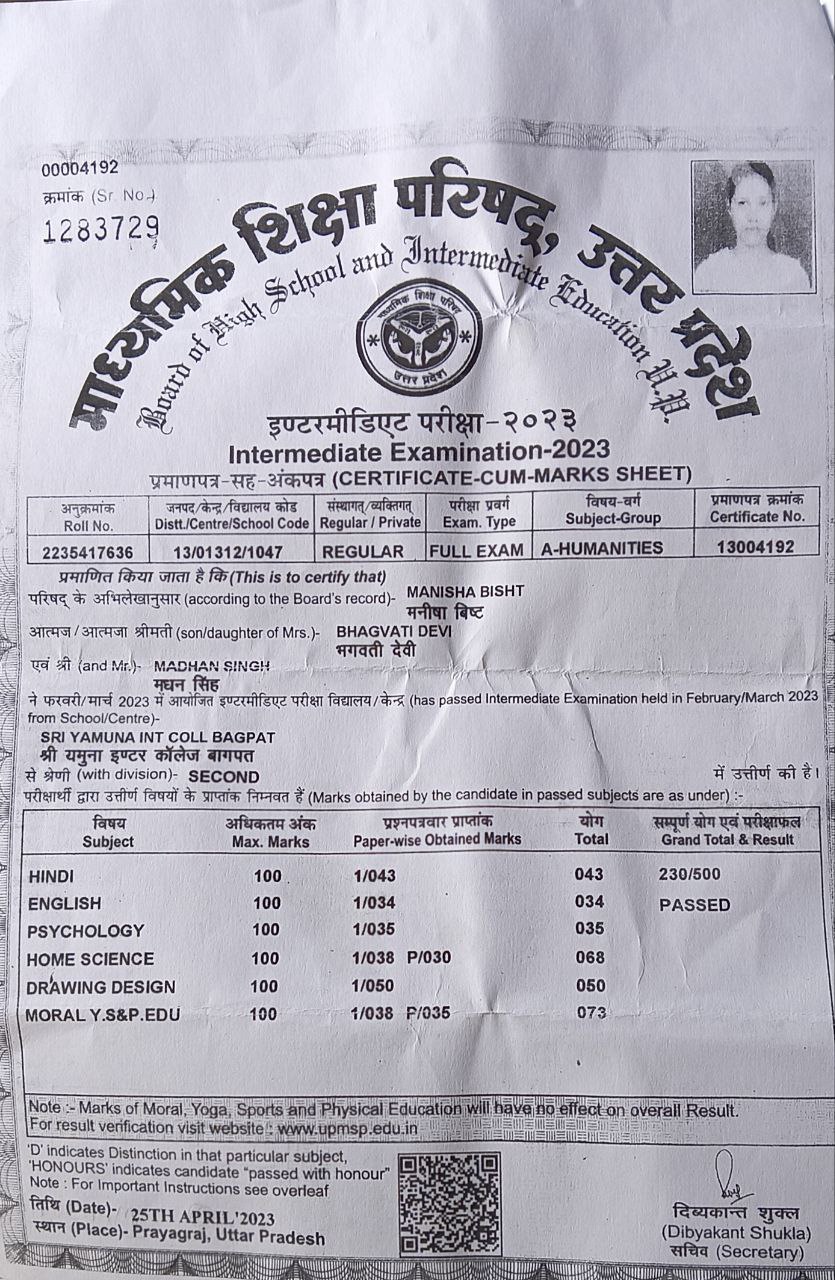 00004192
क्रमांक (Sr. No.)
1283729
माध्यमिक शिक्षा परिषद्, उत्तर प्रदेश
Board of High School and Intermediate Education U.P.
माध्यमिक शिक्षा परिषद
उत्तर प्रदेश
इण्टरमीडिएट परीक्षा-२०२३
Intermediate Examination-2023
प्रमाणपत्र-सह-अंकपत्र (CERTIFICATE-CUM-MARKS SHEET)
अनुक्रमांक जनपद/केन्द्र/विद्यालय कोड संस्थागत/व्यक्तिगत परीक्षा प्रवर्ग विषय-वर्ग प्रमाणपत्र क्रमांक
Roll No. Distt./Centre/School Code Regular / Private Exam. Type Subject-Group Certificate No.
2235417636 13/01312/1047 REGULAR FULL EXAM A-HUMANITIES 13004192
प्रमाणित किया जाता है कि (This is to certify that)
परिषद् के अभिलेखानुसार (according to the Board's record)- MANISHA BISHT
मनीषा बिष्ट
आत्मज/आत्मजा श्रीमती (son/daughter of Mrs.)- BHAGVATI DEVI
भगवती देवी
एवं श्री (and Mr.)- MADHAN SINGH
मघन सिंह
ने फरवरी/मार्च 2023 में आयोजित इण्टरमीडिएट परीक्षा विद्यालय/केन्द्र (has passed Intermediate Examination held in February/March 2023
from School/Centre)-
SRI YAMUNA INT COLL BAGPAT
श्री यमुना इण्टर कॉलेज बागपत
से श्रेणी (with division)- SECOND में उत्तीर्ण की है।
परीक्षार्थी द्वारा उत्तीर्ण विषयों के प्राप्तांक निम्नवत हैं (Marks obtained by the candidate in passed subjects are as under) :-
विषय अधिकतम अंक प्रश्नपत्रवार प्राप्तांक योग सम्पूर्ण योग एवं परीक्षाफल
Subject Max. Marks Paper-wise Obtained Marks Total Grand Total & Result
HINDI 100 1/043 043 230/500
ENGLISH 100 1/034 034 PASSED
PSYCHOLOGY 100 1/035 035
HOME SCIENCE 100 1/038 P/030 068
DRAWING DESIGN 100 1/050 050
MORAL Y.S&P.EDU 100 1/038 P/035 073
Note :- Marks of Moral, Yoga, Sports and Physical Education will have no effect on overall Result.
For result verification visit website : www.upmsp.edu.in
'D' indicates Distinction in that particular subject,
'HONOURS' indicates candidate "passed with honour"
Note : For Important Instructions see overleaf
तिथि (Date)- 25TH APRIL'2023
स्थान (Place)- Prayagraj, Uttar Pradesh
दिब्यकान्त शुक्ल
(Dibyakant Shukla)
सचिव (Secretary)